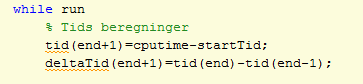 while run
% Tids beregninger
tid(end+1)=cputime-startTid;
deltaTid(end+1)=tid(end)-tid(end-1);